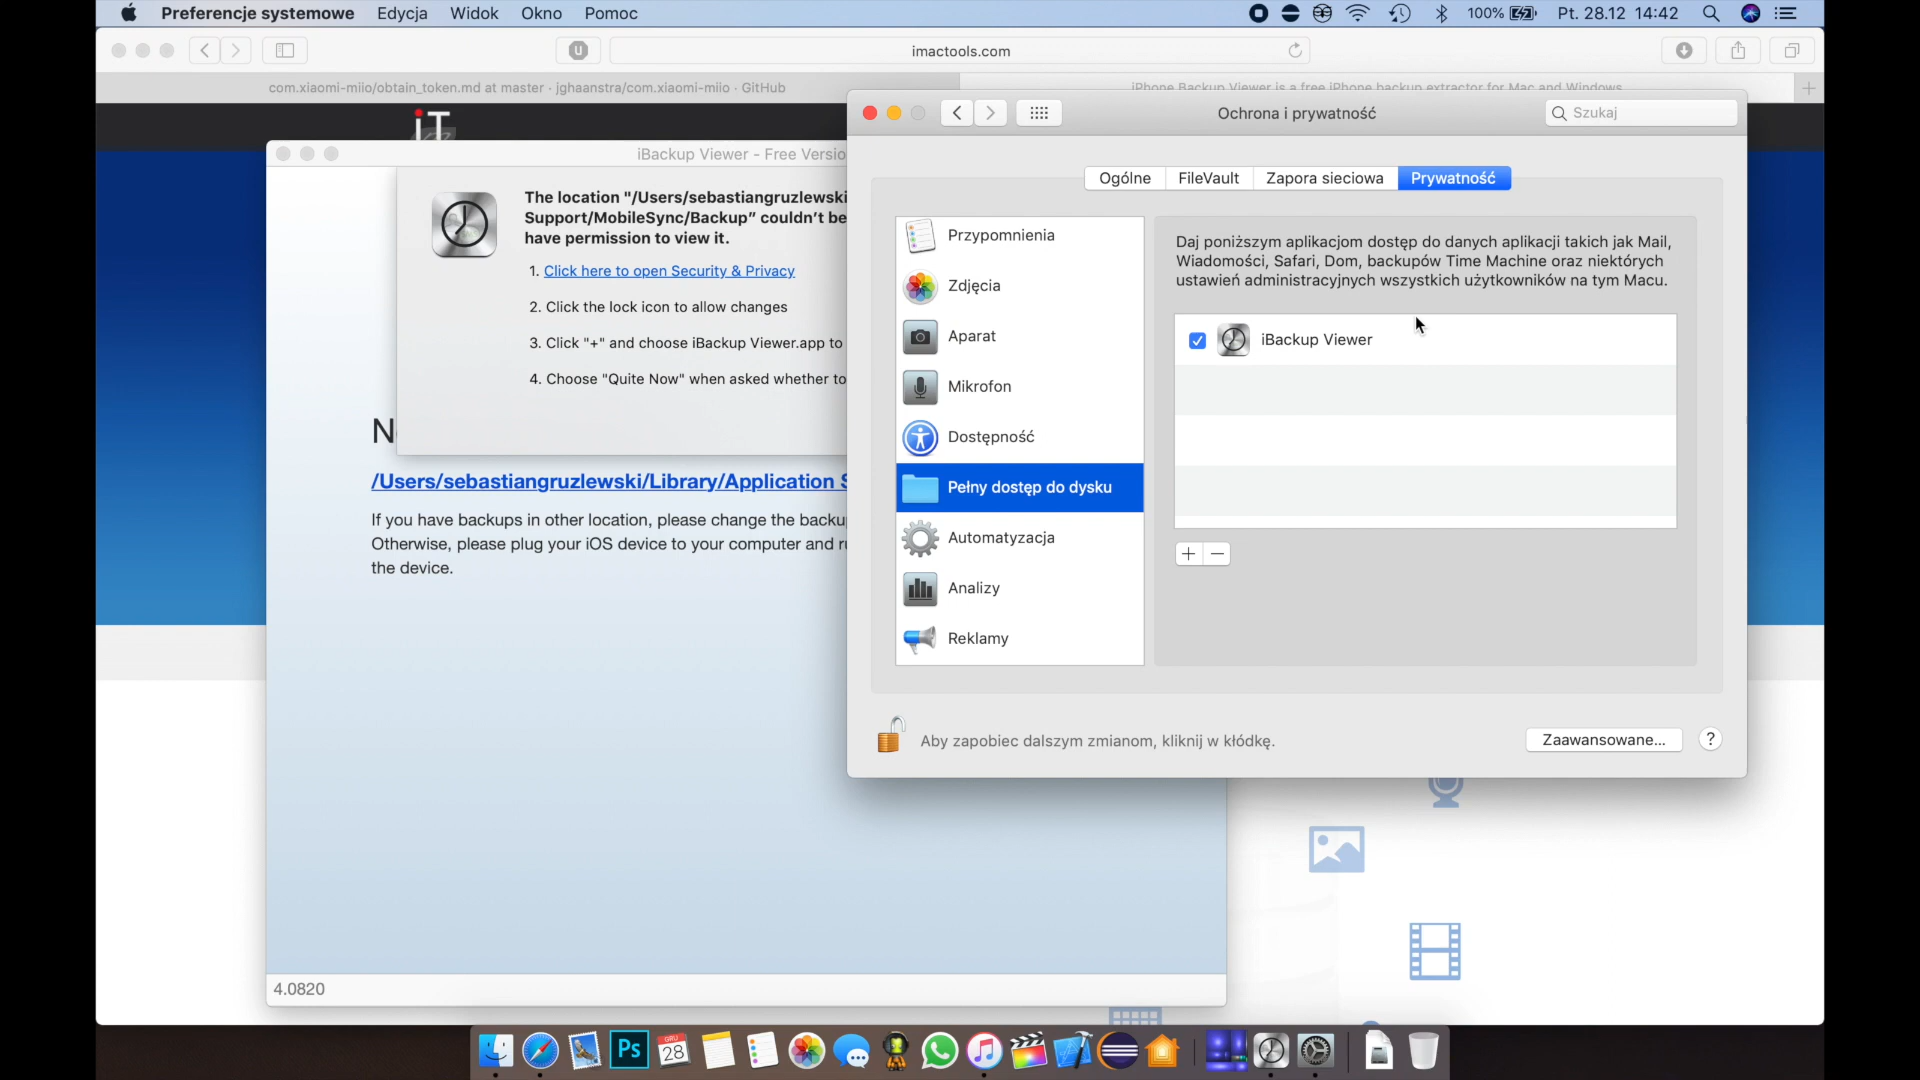 Preferencje systemowe Edycja Widok Okno Pomoc
100% Pt. 28.12 14:42
imactools.com
com.xiaomi-miio/obtain_token.md at master · jghaanstra/com.xiaomi-miio · GitHub
iPhone Backup Viewer is a free iPhone backup extractor for Mac and Windows
iT
iBackup Viewer - Free Versio
The location "/Users/sebastiangruzlewski
Support/MobileSync/Backup" couldn't be
have permission to view it.
1. Click here to open Security & Privacy
2. Click the lock icon to allow changes
3. Click "+" and choose iBackup Viewer.app to
4. Choose "Quite Now" when asked whether to
N
/Users/sebastiangruzlewski/Library/Application S
If you have backups in other location, please change the backu
Otherwise, please plug your iOS device to your computer and ru
the device.
4.0820
Ochrona i prywatność
Szukaj
Ogólne FileVault Zapora sieciowa Prywatność
Przypomnienia
Zdjęcia
Aparat
Mikrofon
Dostępność
Pełny dostęp do dysku
Automatyzacja
Analizy
Reklamy
Daj poniższym aplikacjom dostęp do danych aplikacji takich jak Mail,
Wiadomości, Safari, Dom, backupów Time Machine oraz niektórych
ustawień administracyjnych wszystkich użytkowników na tym Macu.
iBackup Viewer
+ −
Aby zapobiec dalszym zmianom, kliknij w kłódkę.
Zaawansowane... ?
Ps
GRU
28